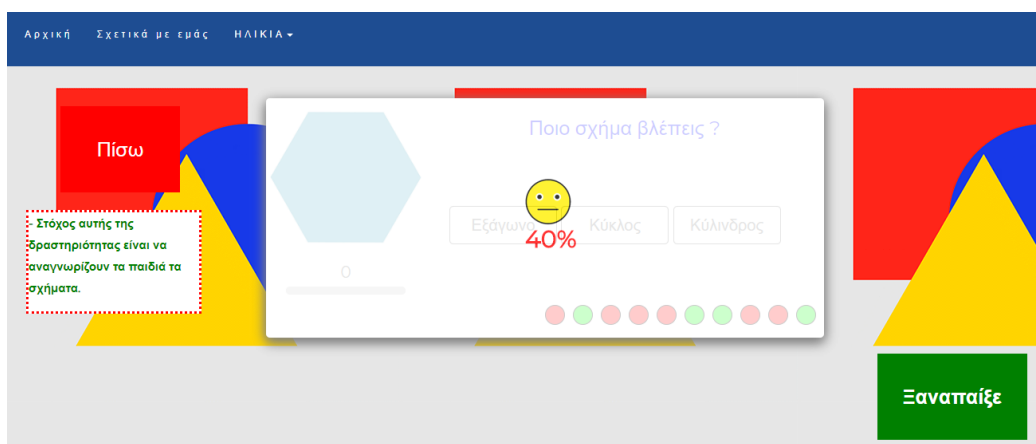 Αρχική Σχετικά με εμάς ΗΛΙΚΙΑ
Πίσω
- Στόχος αυτής της
δραστηριότητας είναι να
αναγνωρίζουν τα παιδιά τα
σχήματα.
Ποιο σχήμα βλέπεις ?
Εξάγωνο Κύκλος Κύλινδρος
40%
0
Ξαναπαίξε